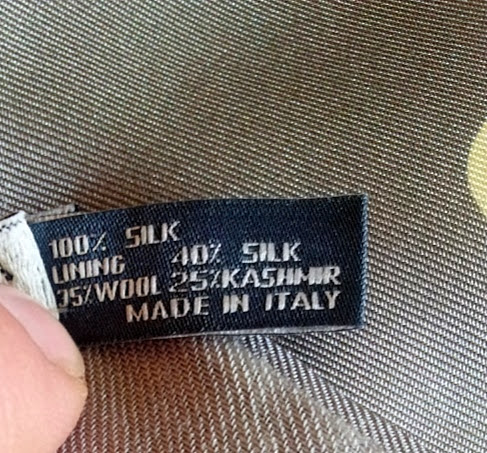 100% SILK
LINING 40% SILK
35%WOOL 25%KASHMIR
MADE IN ITALY